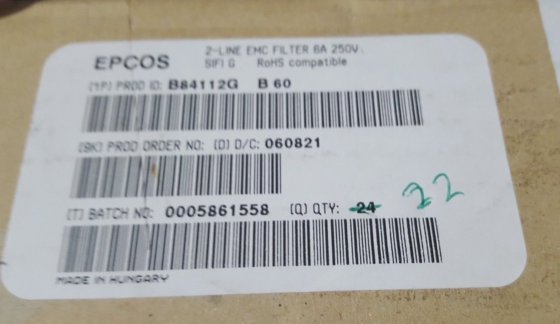 EPCOS
2-LINE EMC FILTER 6A 250V.
SIFI G RoHS compatible
(1P) PROD ID: B84112G B 60
(9K) PROD ORDER NO: (D) D/C: 060821
(T) BATCH NO: 0005861558 (Q) QTY: 24 22
MADE IN HUNGARY